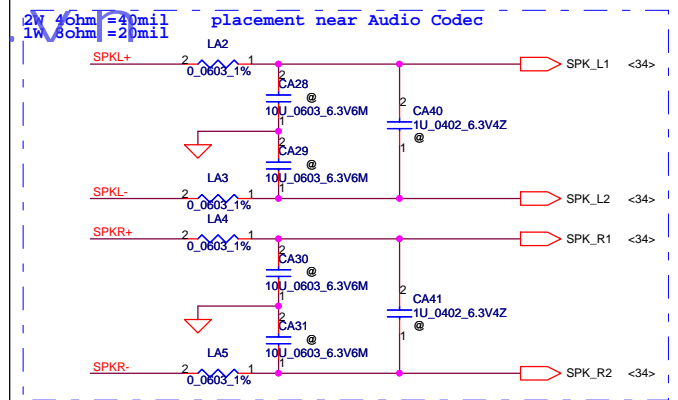 2W 4ohm =40mil placement near Audio Codec
1W 8ohm =20mil
.vn
LA2
SPKL+ 2 1 SPK_L1 <34>
0_0603_1%
2
CA28
@
10U_0603_6.3V6M
1
2
CA40
1U_0402_6.3V4Z
@
1
2
CA29
@
10U_0603_6.3V6M
1
LA3
SPKL- 2 1 SPK_L2 <34>
0_0603_1%
LA4
SPKR+ 2 1 SPK_R1 <34>
0_0603_1%
2
CA30
@
10U_0603_6.3V6M
1
2
CA41
1U_0402_6.3V4Z
@
1
2
CA31
@
10U_0603_6.3V6M
1
LA5
SPKR- 2 1 SPK_R2 <34>
0_0603_1%